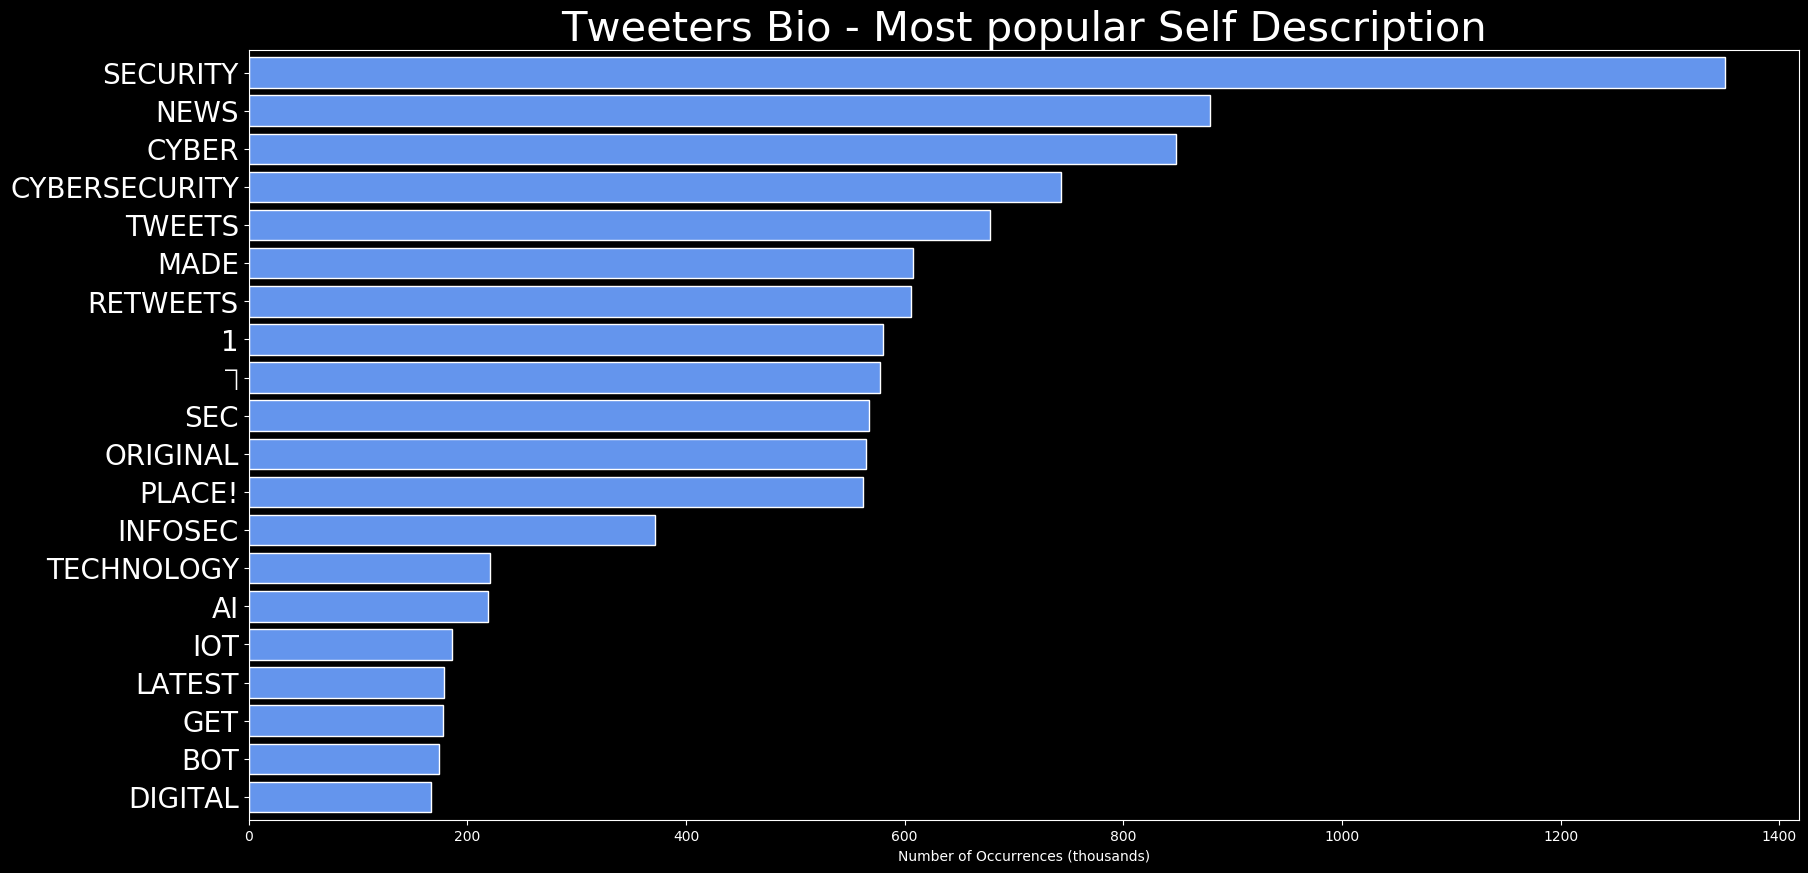 Tweeters Bio - Most popular Self Description
SECURITY
NEWS
CYBER
CYBERSECURITY
TWEETS
MADE
RETWEETS
1
ㄱ
SEC
ORIGINAL
PLACE!
INFOSEC
TECHNOLOGY
AI
IOT
LATEST
GET
BOT
DIGITAL
0 200 400 600 800 1000 1200 1400
Number of Occurrences (thousands)